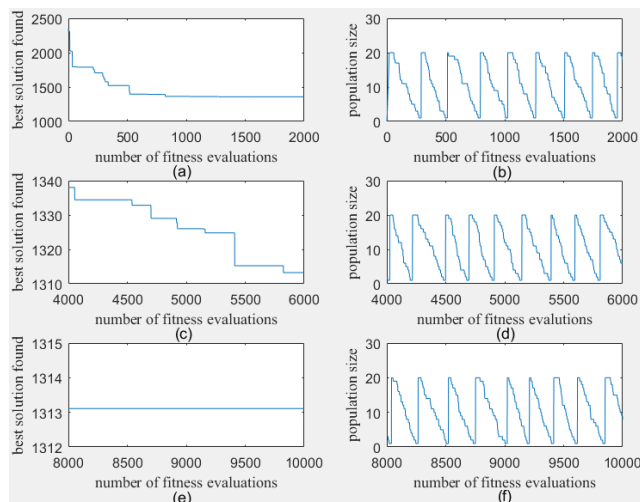 best solution found
2500
2000
1500
1000
0 500 1000 1500 2000
number of fitness evaluations
(a)
population size
30
20
10
0
0 500 1000 1500 2000
number of fitness evaluations
(b)
best solution found
1340
1330
1320
1310
4000 4500 5000 5500 6000
number of fitness evaluations
(c)
population size
30
20
10
0
4000 4500 5000 5500 6000
number of fitness evalutions
(d)
best solution found
1315
1314
1313
1312
8000 8500 9000 9500 10000
number of fitness evaluations
(e)
population size
30
20
10
0
8000 8500 9000 9500 10000
number of fitness evaluations
(f)